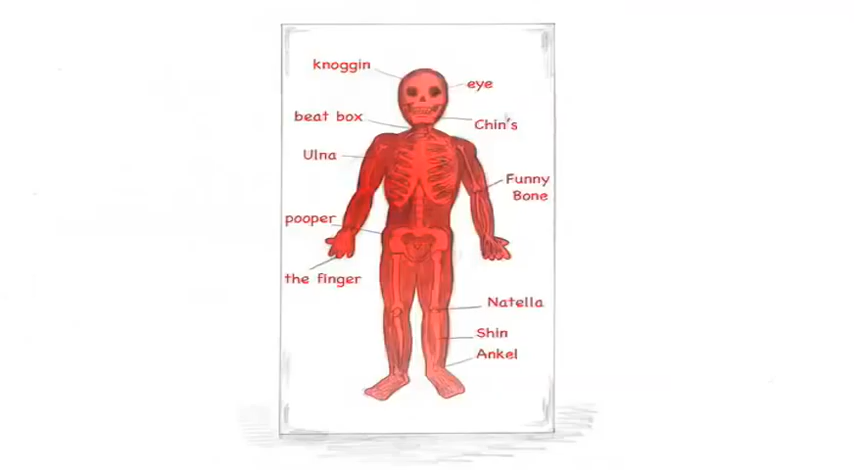 knoggin
eye
beat box
Chin's
Ulna
Funny
Bone
pooper
the finger
Natella
Shin
Ankel